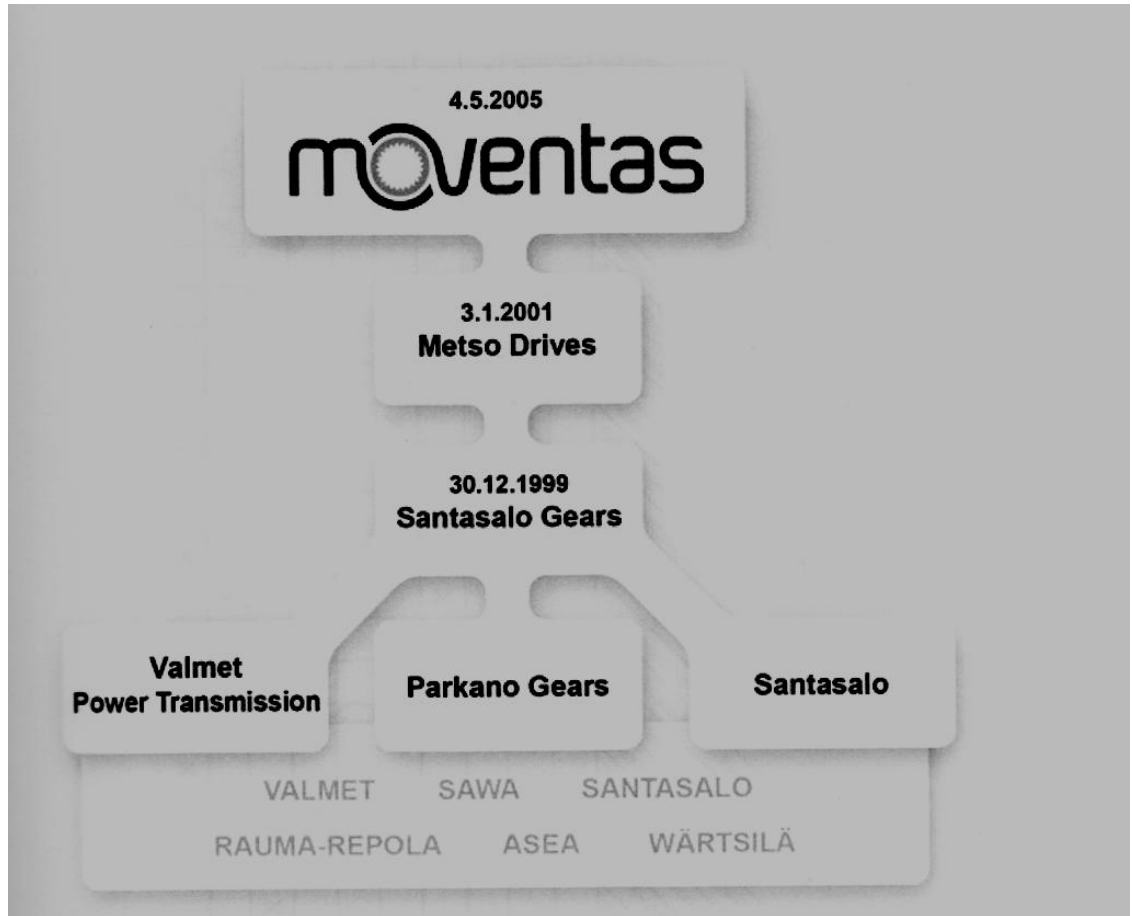 4.5.2005
moventas
3.1.2001
Metso Drives
30.12.1999
Santasalo Gears
Valmet
Power Transmission
Parkano Gears
Santasalo
VALMET SAWA SANTASALO
RAUMA-REPOLA ASEA WÄRTSILÄ